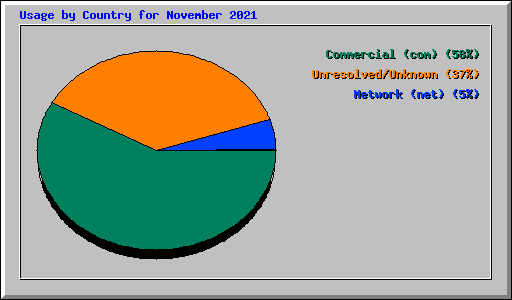 Usage by Country for November 2021
Commercial (com) (58%)
Unresolved/Unknown (37%)
Network (net) (5%)